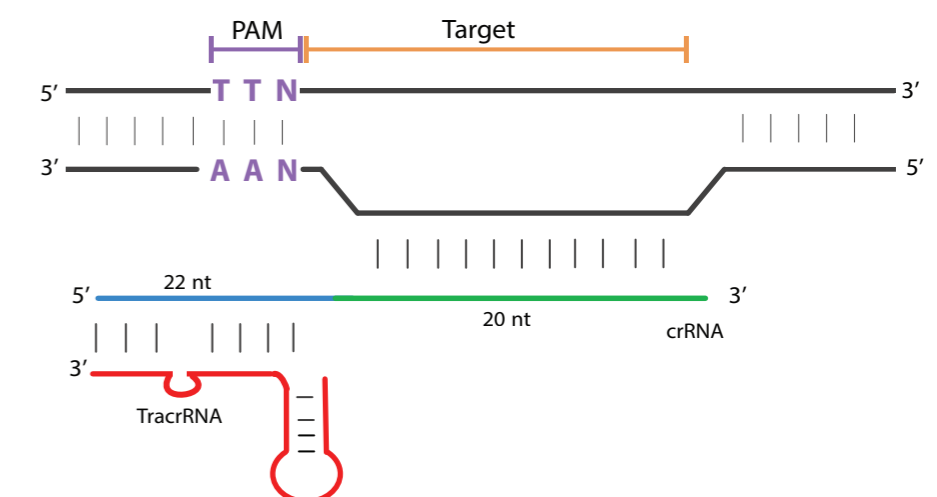 PAM Target
5’ T T N 3’
3’ A A N 5’
22 nt
5’ 3’
20 nt crRNA
3’
TracrRNA